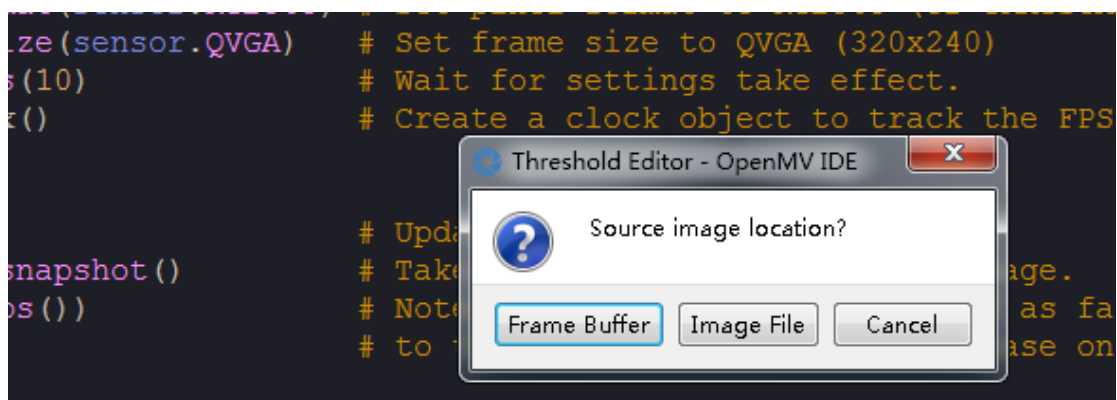 ize(sensor.QVGA) # Set frame size to QVGA (320x240)
s(10) # Wait for settings take effect.
k() # Create a clock object to track the FPS
Threshold Editor - OpenMV IDE
Source image location?
Frame Buffer Image File Cancel
# Upd
snapshot() # Take age.
os()) # Note as fa
# to ase on